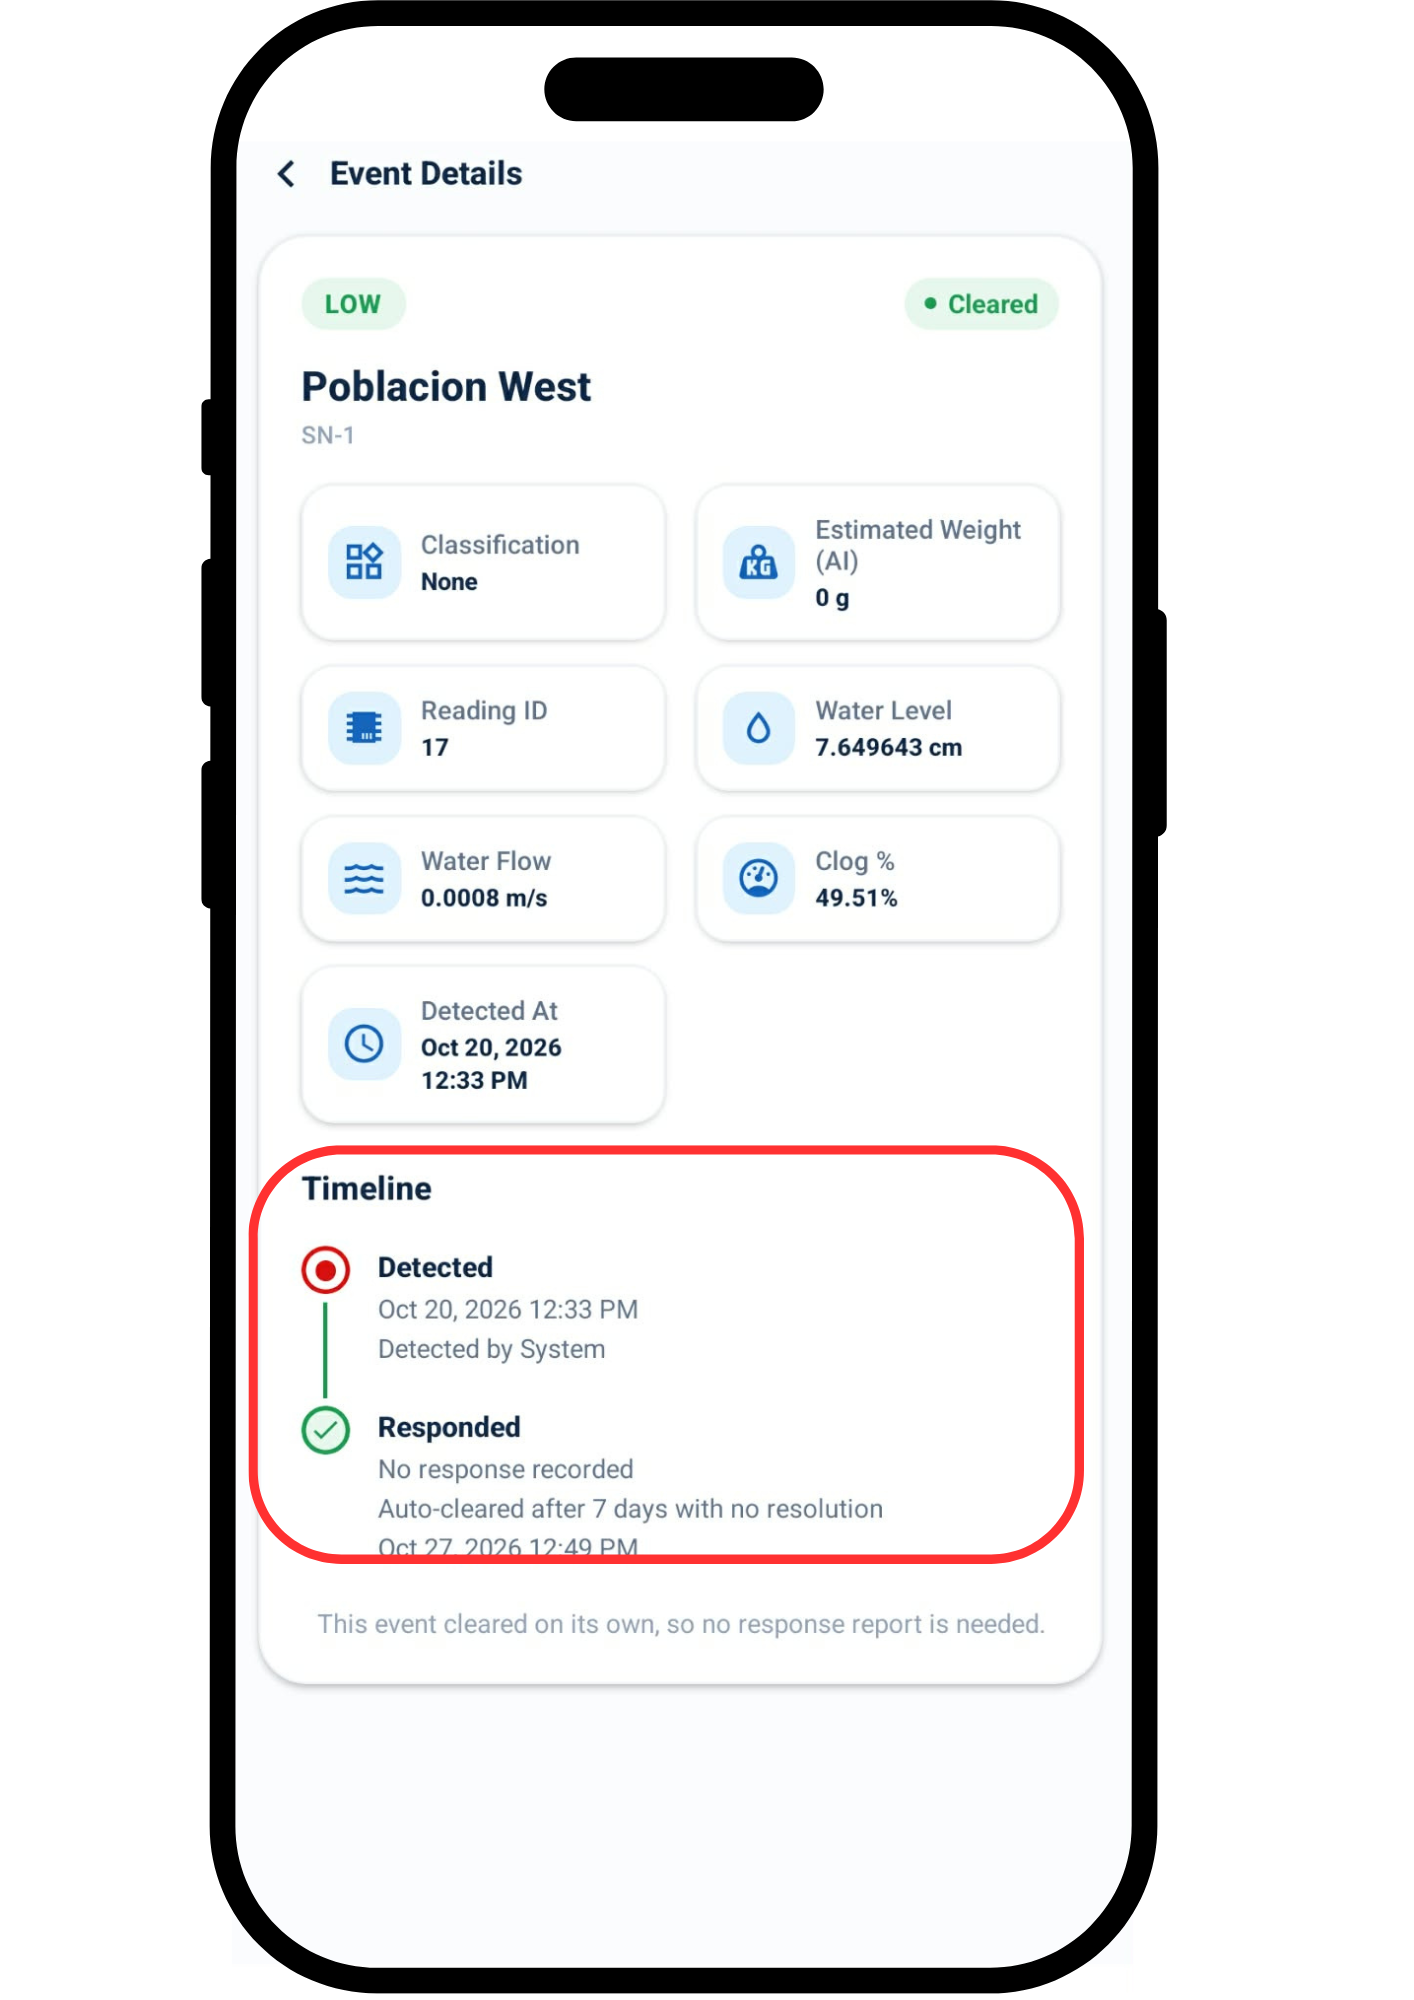 Event Details
LOW
Cleared
Poblacion West
SN-1
Classification
None
Estimated Weight
(AI)
0 g
KG
Reading ID
17
Water Level
7.649643 cm
Water Flow
0.0008 m/s
Clog %
49.51%
Detected At
Oct 20, 2026
12:33 PM
Timeline
Detected
Oct 20, 2026 12:33 PM
Detected by System
Responded
No response recorded
Auto-cleared after 7 days with no resolution
Oct 27, 2026 12:49 PM
This event cleared on its own, so no response report is needed.